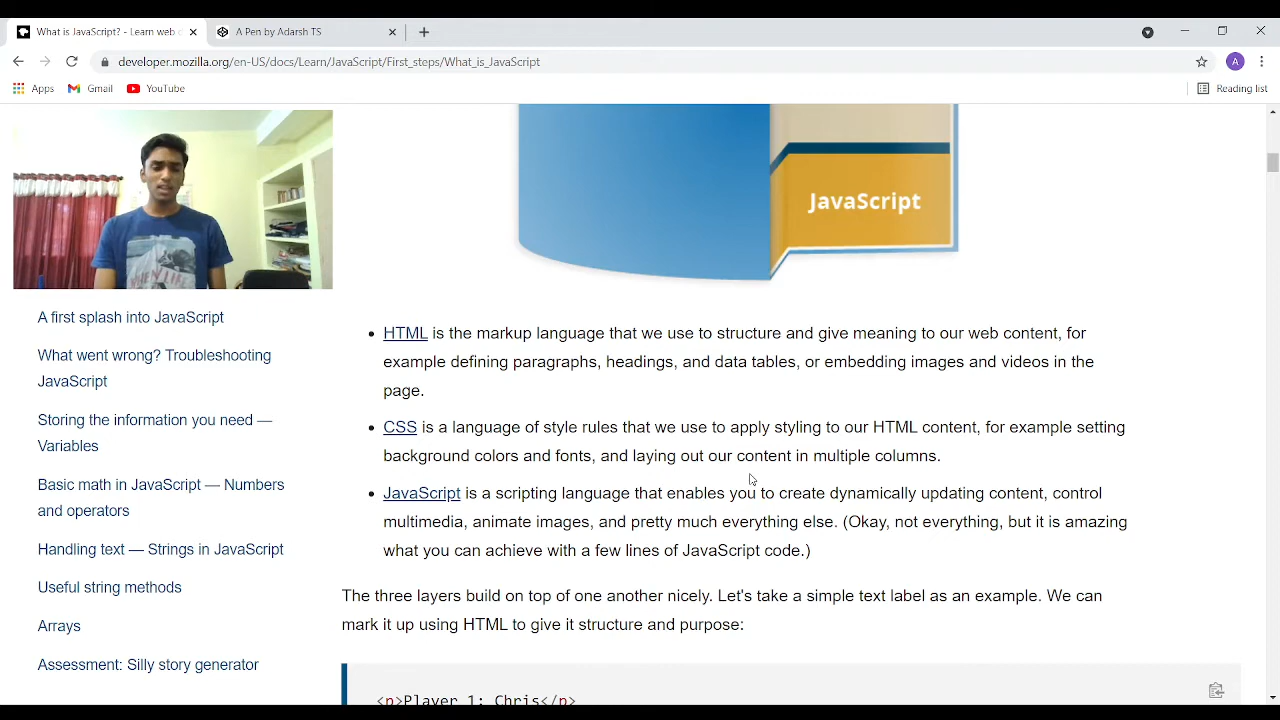 What is JavaScript? - Learn web
A Pen by Adarsh TS
developer.mozilla.org/en-US/docs/Learn/JavaScript/First_steps/What_is_JavaScript
A
Apps
Gmail
YouTube
Reading list
JavaScript
A first splash into JavaScript
What went wrong? Troubleshooting
JavaScript
Storing the information you need —
Variables
Basic math in JavaScript — Numbers
and operators
Handling text — Strings in JavaScript
Useful string methods
Arrays
Assessment: Silly story generator
• HTML is the markup language that we use to structure and give meaning to our web content, for
example defining paragraphs, headings, and data tables, or embedding images and videos in the
page.
• CSS is a language of style rules that we use to apply styling to our HTML content, for example setting
background colors and fonts, and laying out our content in multiple columns.
• JavaScript is a scripting language that enables you to create dynamically updating content, control
multimedia, animate images, and pretty much everything else. (Okay, not everything, but it is amazing
what you can achieve with a few lines of JavaScript code.)
The three layers build on top of one another nicely. Let's take a simple text label as an example. We can
mark it up using HTML to give it structure and purpose:
<p>Player 1: Chris</p>